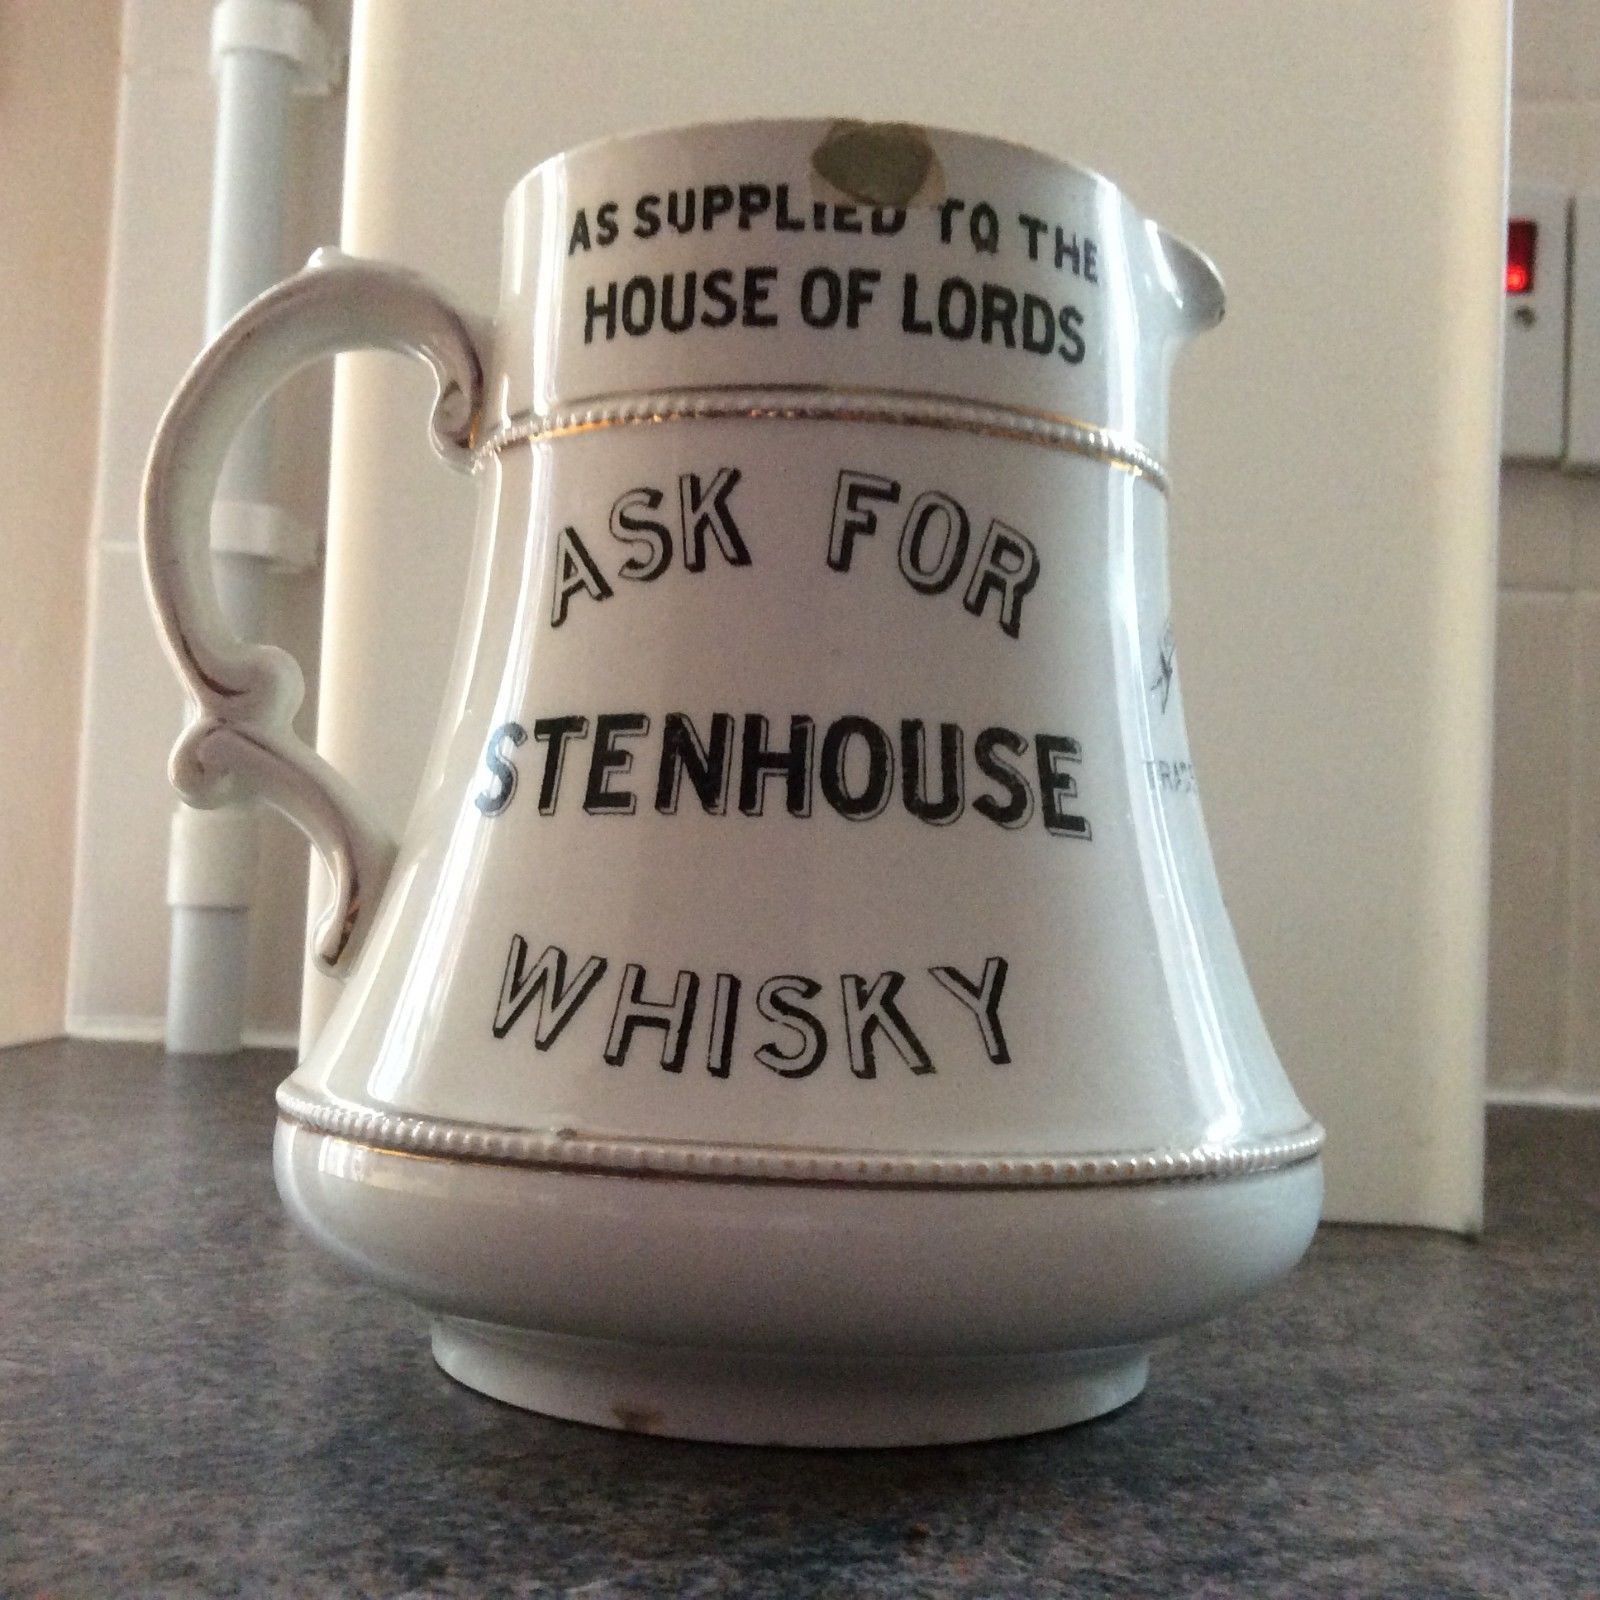 AS SUPPLIED TO THE
HOUSE OF LORDS
ASK FOR
STENHOUSE
WHISKY